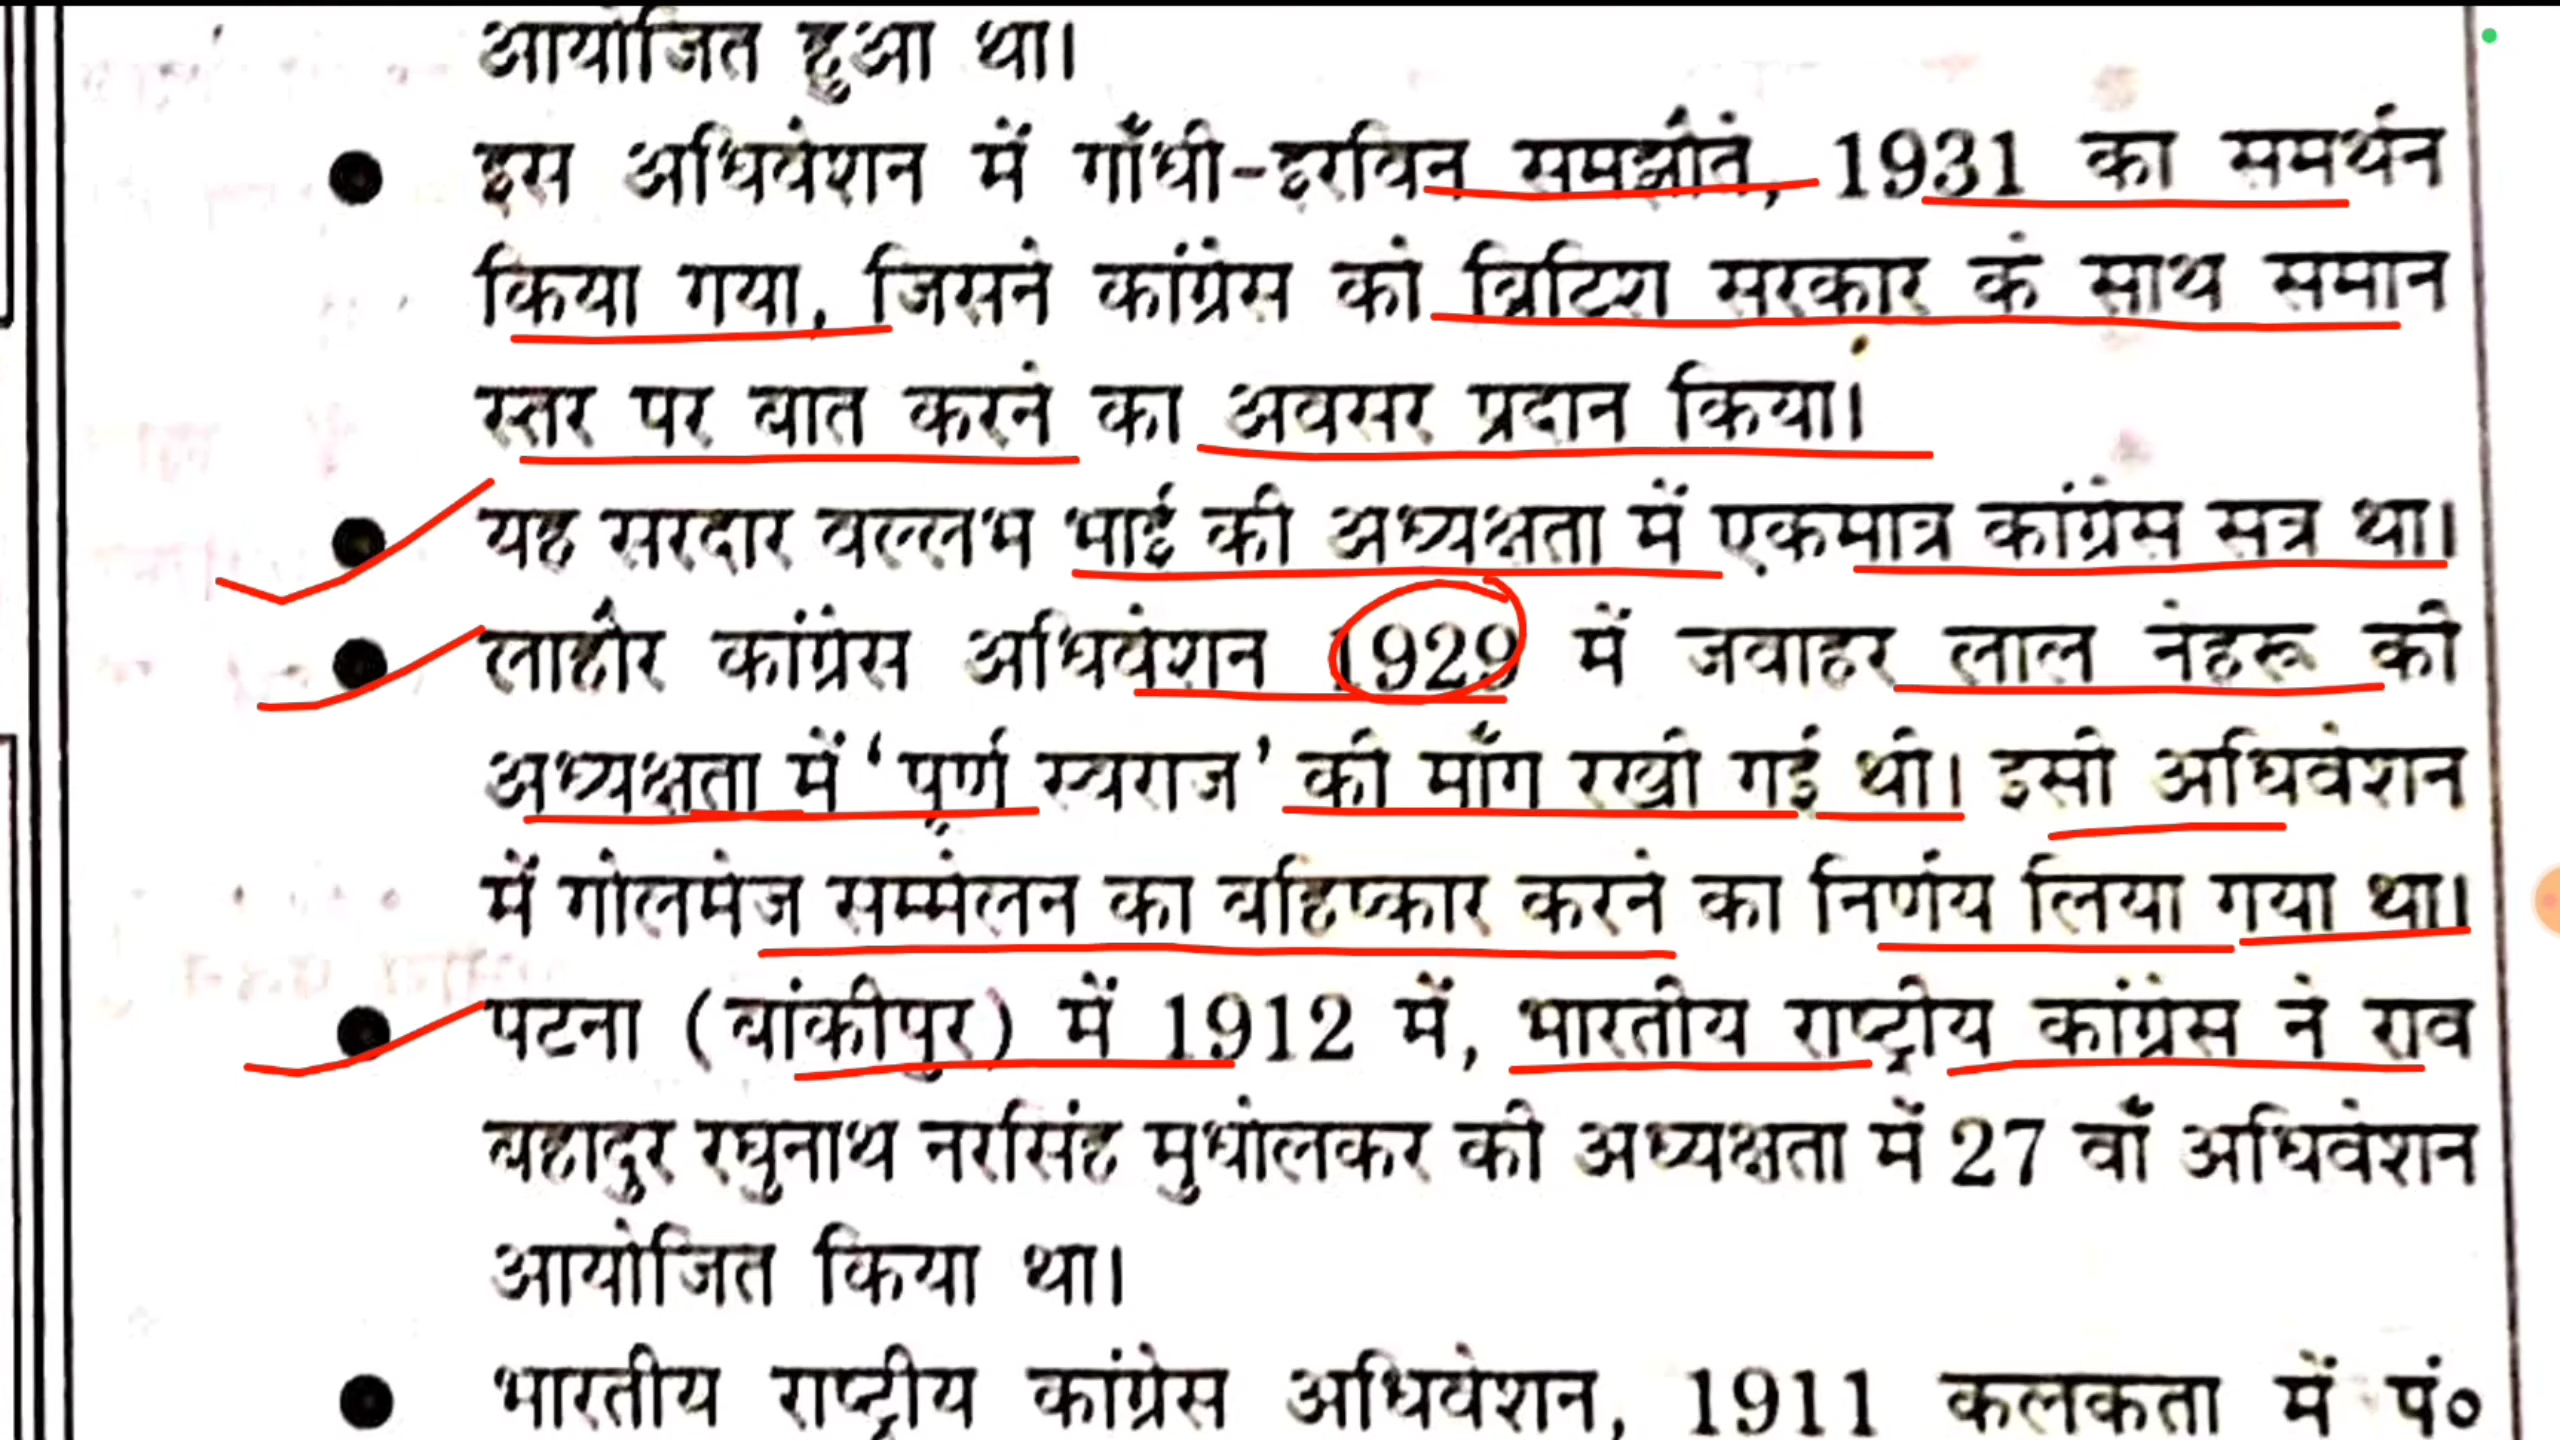 आयोजित हुआ था।
● इस अधिवेशन में गाँधी-इरविन समझौते, 1931 का समर्थन
किया गया, जिसने कांग्रेस को ब्रिटिश सरकार के साथ समान
स्तर पर बात करने का अवसर प्रदान किया।
● यह सरदार वल्लभ भाई की अध्यक्षता में एकमात्र कांग्रेस सत्र था।
● लाहौर कांग्रेस अधिवेशन 1929 में जवाहर लाल नेहरू की
अध्यक्षता में ‘पूर्ण स्वराज’ की माँग रखी गई थी। इसी अधिवेशन
में गोलमेज सम्मेलन का बहिष्कार करने का निर्णय लिया गया था।
● पटना (बांकीपुर) में 1912 में, भारतीय राष्ट्रीय कांग्रेस ने राव
बहादुर रघुनाथ नरसिंह मुधोलकर की अध्यक्षता में 27 वाँ अधिवेशन
आयोजित किया था।
● भारतीय राष्ट्रीय कांग्रेस अधिवेशन, 1911 कलकता में पं०